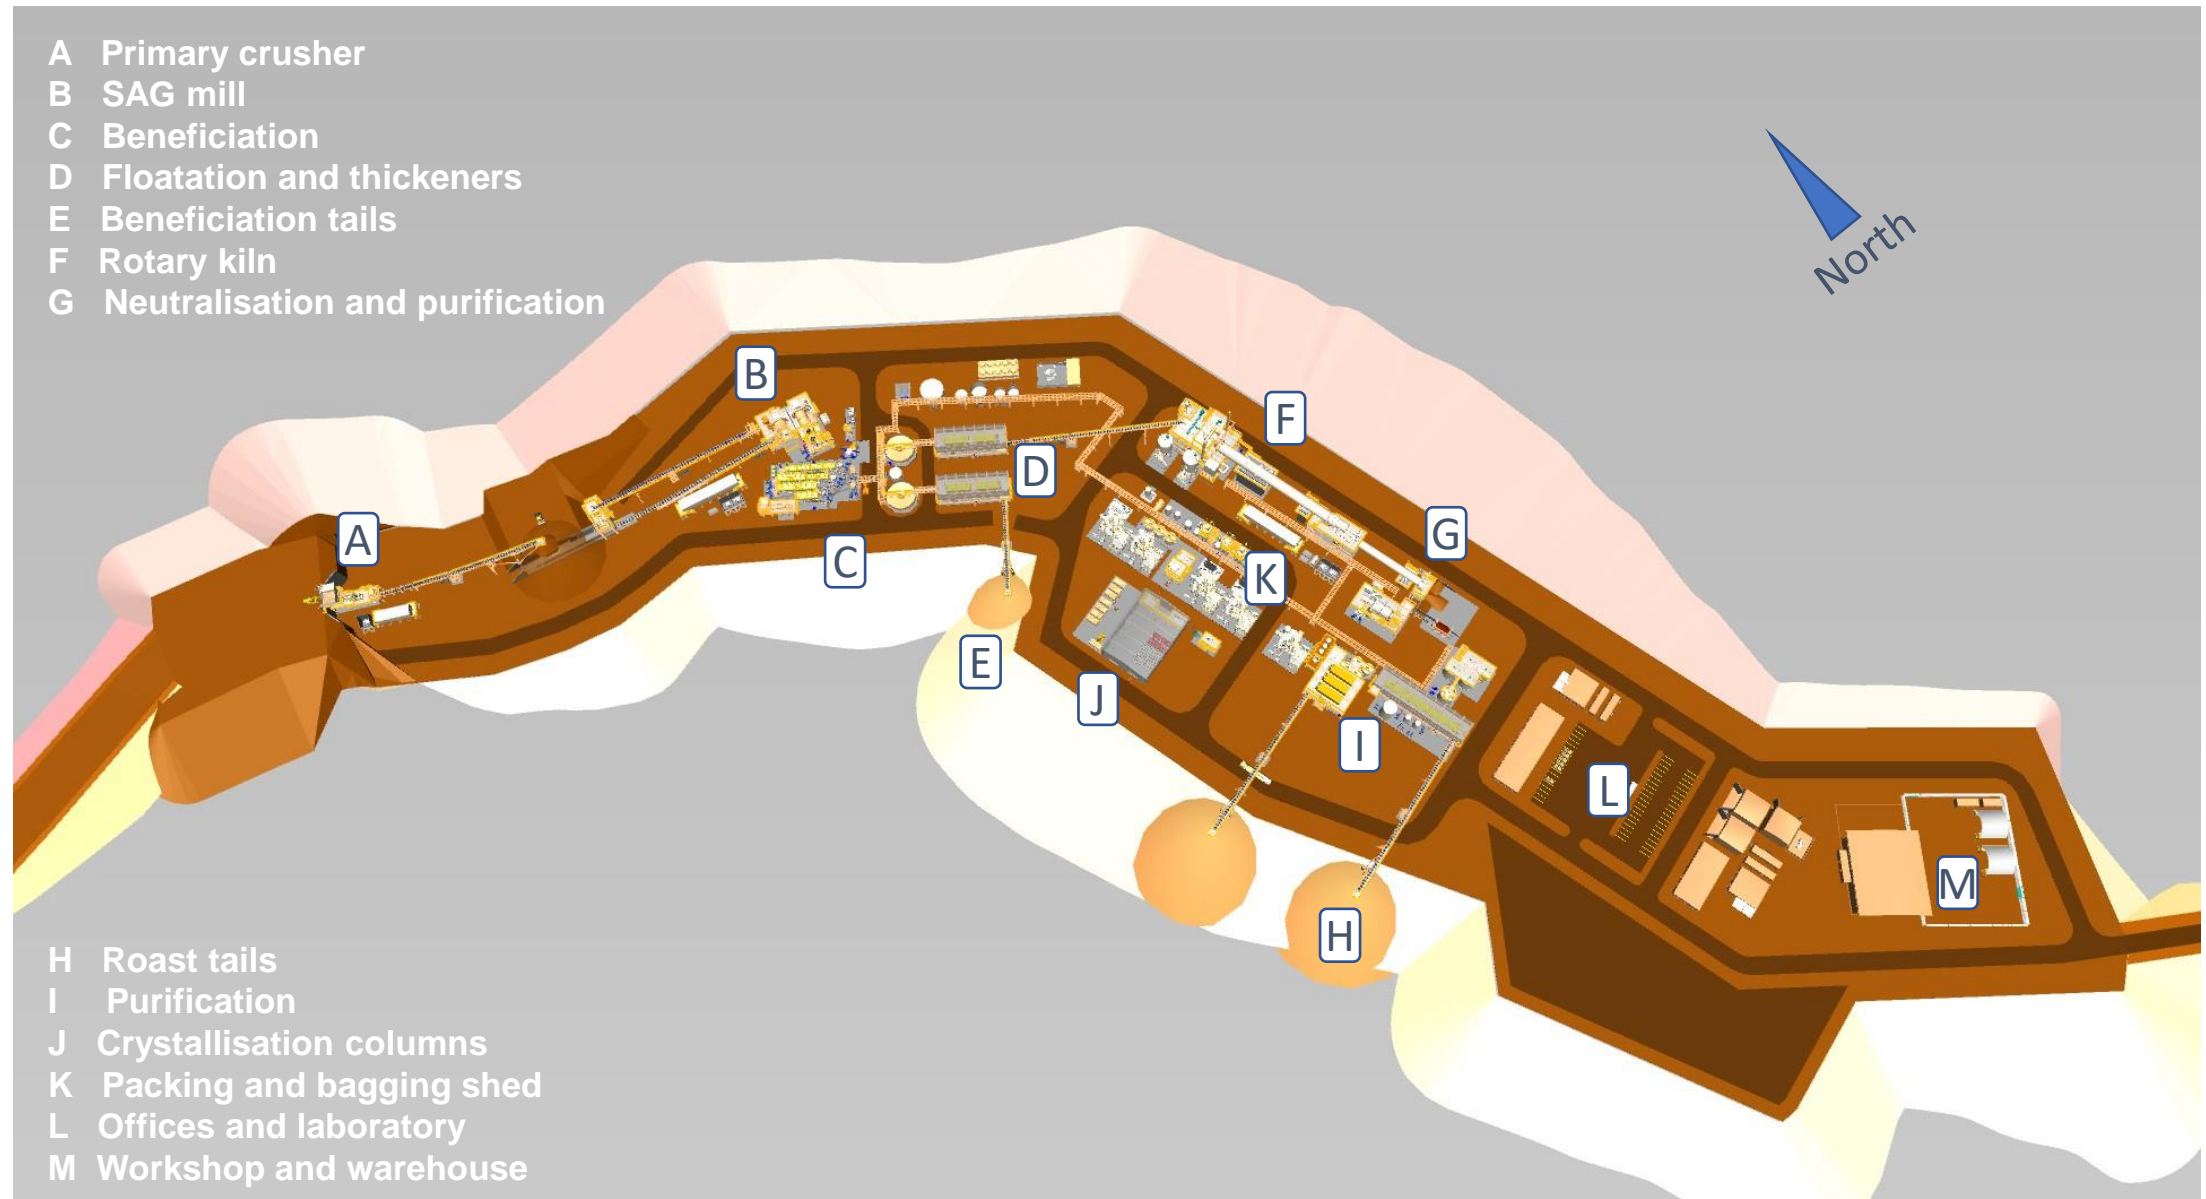 A Primary crusher
B SAG mill
C Beneficiation
D Floatation and thickeners
E Beneficiation tails
F Rotary kiln
G Neutralisation and purification
North
B
F
A
D
G
C
K
E
J
I
L
M
H
H Roast tails
I Purification
J Crystallisation columns
K Packing and bagging shed
L Offices and laboratory
M Workshop and warehouse